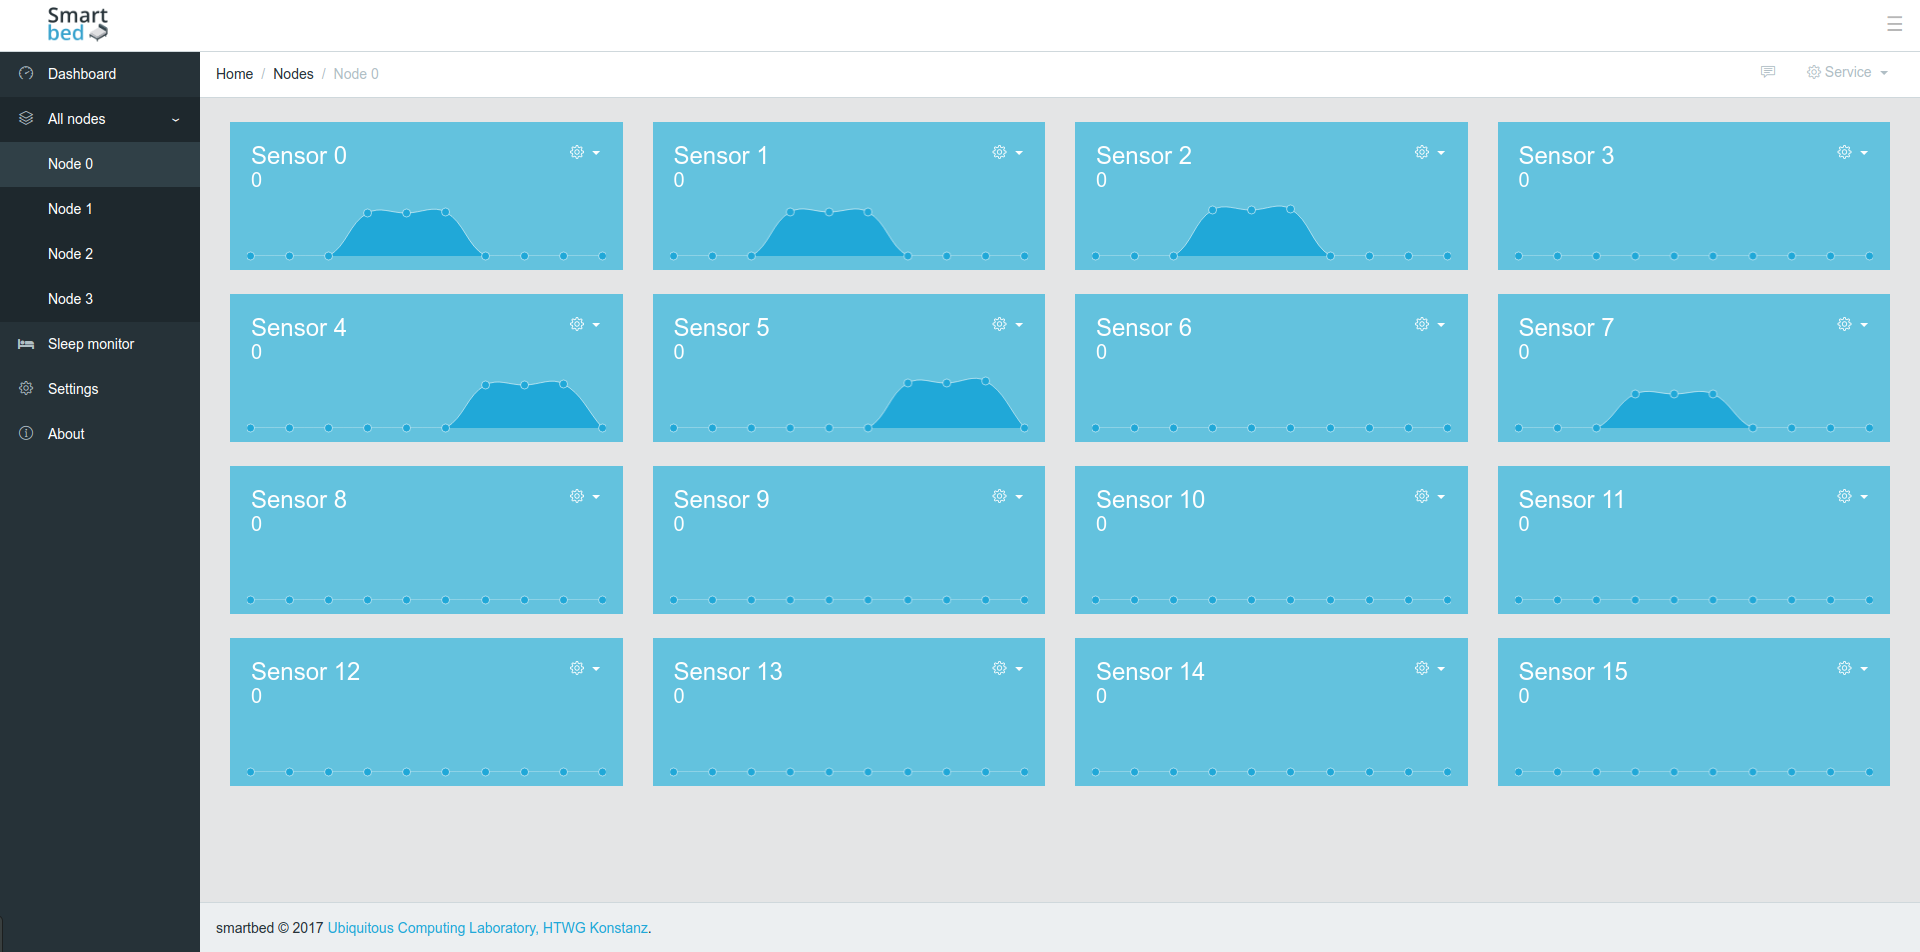 Smart
bed
Dashboard
All nodes
Node 0
Node 1
Node 2
Node 3
Sleep monitor
Settings
About
Home / Nodes / Node 0
Service
Sensor 0
0
Sensor 1
0
Sensor 2
0
Sensor 3
0
Sensor 4
0
Sensor 5
0
Sensor 6
0
Sensor 7
0
Sensor 8
0
Sensor 9
0
Sensor 10
0
Sensor 11
0
Sensor 12
0
Sensor 13
0
Sensor 14
0
Sensor 15
0
smartbed © 2017 Ubiquitous Computing Laboratory, HTWG Konstanz.